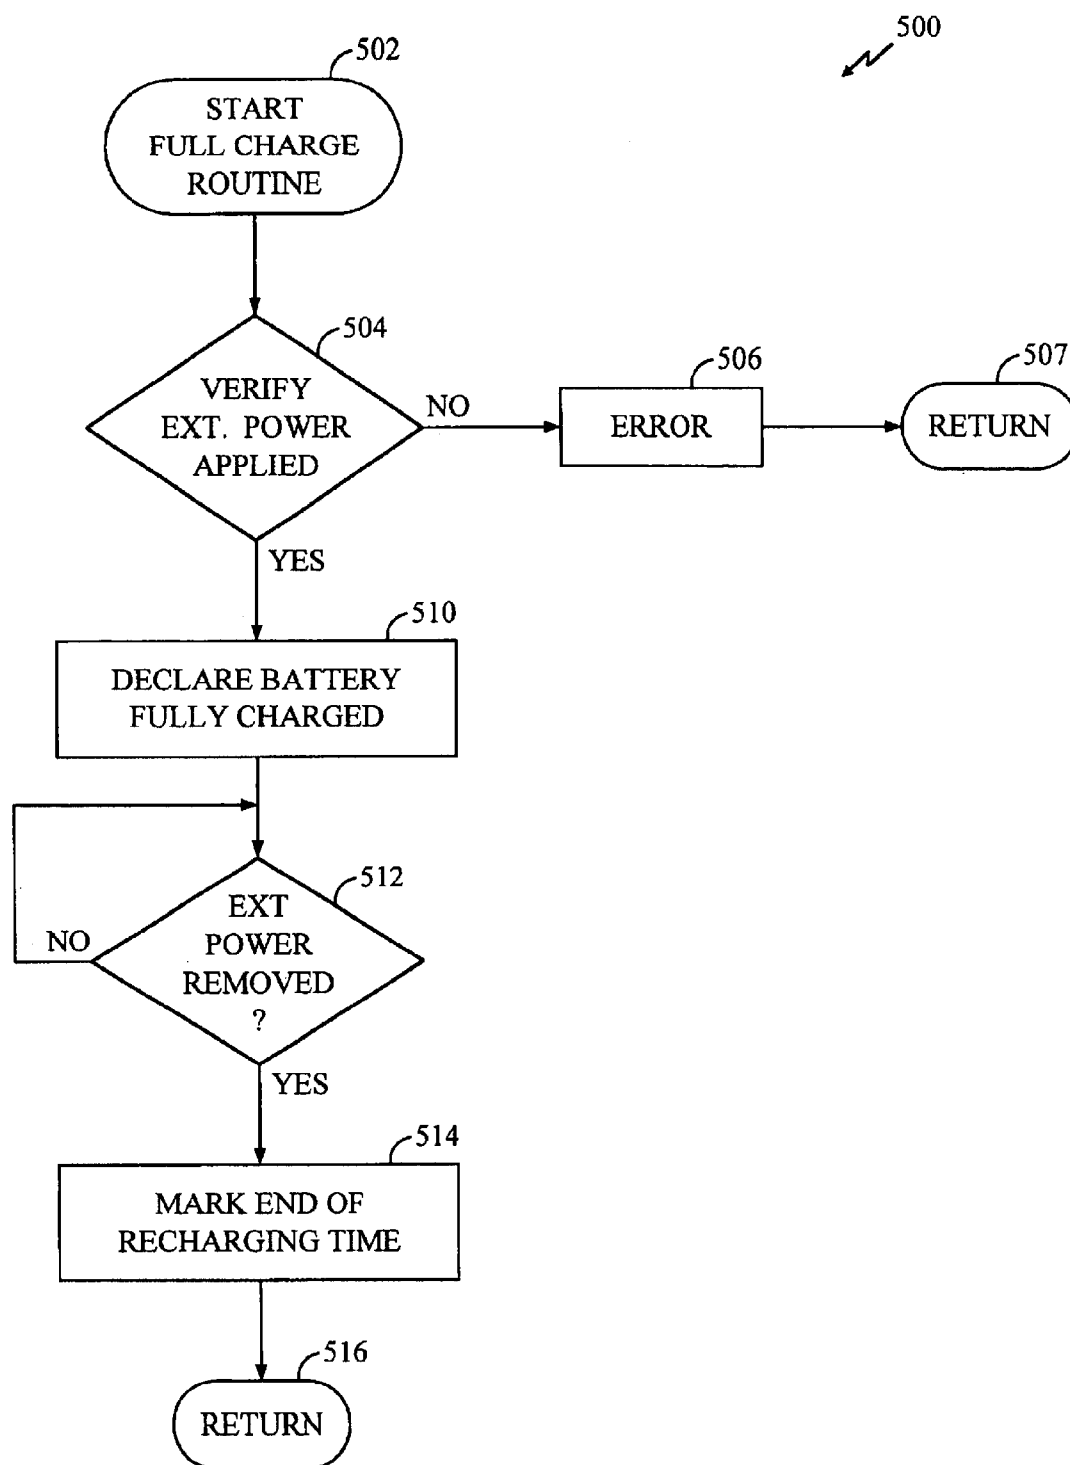 500
502
START
FULL CHARGE
ROUTINE
504
VERIFY
EXT. POWER
APPLIED
NO
506
ERROR
507
RETURN
YES
510
DECLARE BATTERY
FULLY CHARGED
512
EXT
POWER
REMOVED
?
NO
YES
514
MARK END OF
RECHARGING TIME
516
RETURN